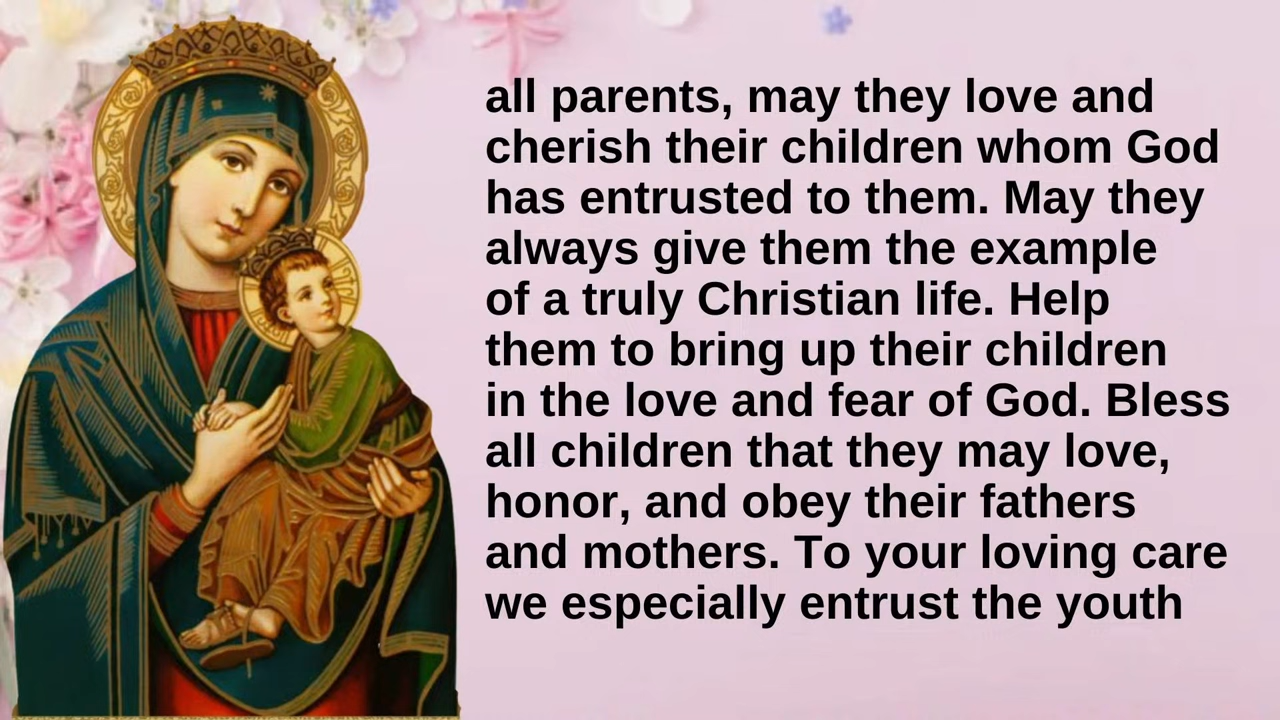 all parents, may they love and
cherish their children whom God
has entrusted to them. May they
always give them the example
of a truly Christian life. Help
them to bring up their children
in the love and fear of God. Bless
all children that they may love,
honor, and obey their fathers
and mothers. To your loving care
we especially entrust the youth